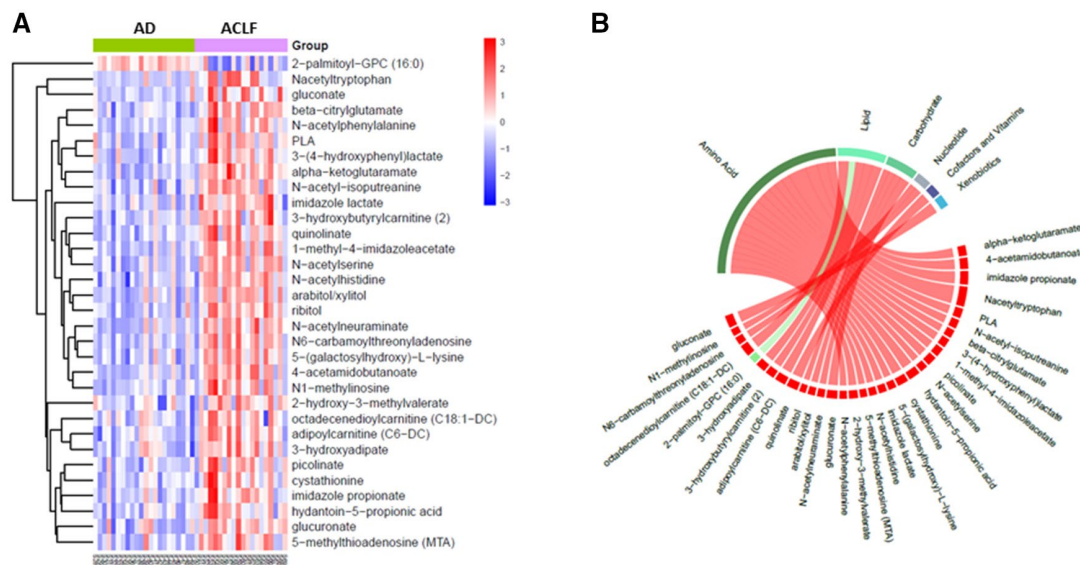 A
AD ACLF
Group
2-palmitoyl-GPC (16:0)
Nacetyltryptophan
gluconate
beta-citrylglutamate
N-acetylphenylalanine
PLA
3-(4-hydroxyphenyl)lactate
alpha-ketoglutaramate
N-acetyl-isoputreanine
imidazole lactate
3-hydroxybutyrylcarnitine (2)
quinolinate
1-methyl-4-imidazoleacetate
N-acetylserine
N-acetylhistidine
arabitol/xylitol
ribitol
N-acetylneuraminate
N6-carbamoylthreonyladenosine
5-(galactosylhydroxy)-L-lysine
4-acetamidobutanoate
N1-methylinosine
2-hydroxy-3-methylvalerate
octadecenedioylcarnitine (C18:1-DC)
adipoylcarnitine (C6-DC)
3-hydroxyadipate
picolinate
cystathionine
imidazole propionate
hydantoin-5-propionic acid
glucuronate
5-methylthioadenosine (MTA)
3
2
1
0
-1
-2
-3
B
Amino Acid
Lipid
Carbohydrate
Nucleotide
Cofactors and Vitamins
Xenobiotics
alpha-ketoglutaramate
4-acetamidobutanoate
imidazole propionate
Nacetyltryptophan
PLA
N-acetyl-isoputreanine
beta-citrylglutamate
3-(4-hydroxyphenyl)lactate
1-methyl-4-imidazoleacetate
picolinate
N-acetylserine
hydantoin-5-propionic acid
cystathionine
5-(galactosylhydroxy)-L-lysine
imidazole lactate
N-acetylhistidine
5-methylthioadenosine (MTA)
2-hydroxy-3-methylvalerate
N-acetylphenylalanine
glucuronate
N-acetylneuraminate
arabitol/xylitol
ribitol
quinolinate
adipoylcarnitine (C6-DC)
3-hydroxybutyrylcarnitine (2)
3-hydroxyadipate
2-palmitoyl-GPC (16:0)
octadecenedioylcarnitine (C18:1-DC)
N6-carbamoylthreonyladenosine
N1-methylinosine
gluconate